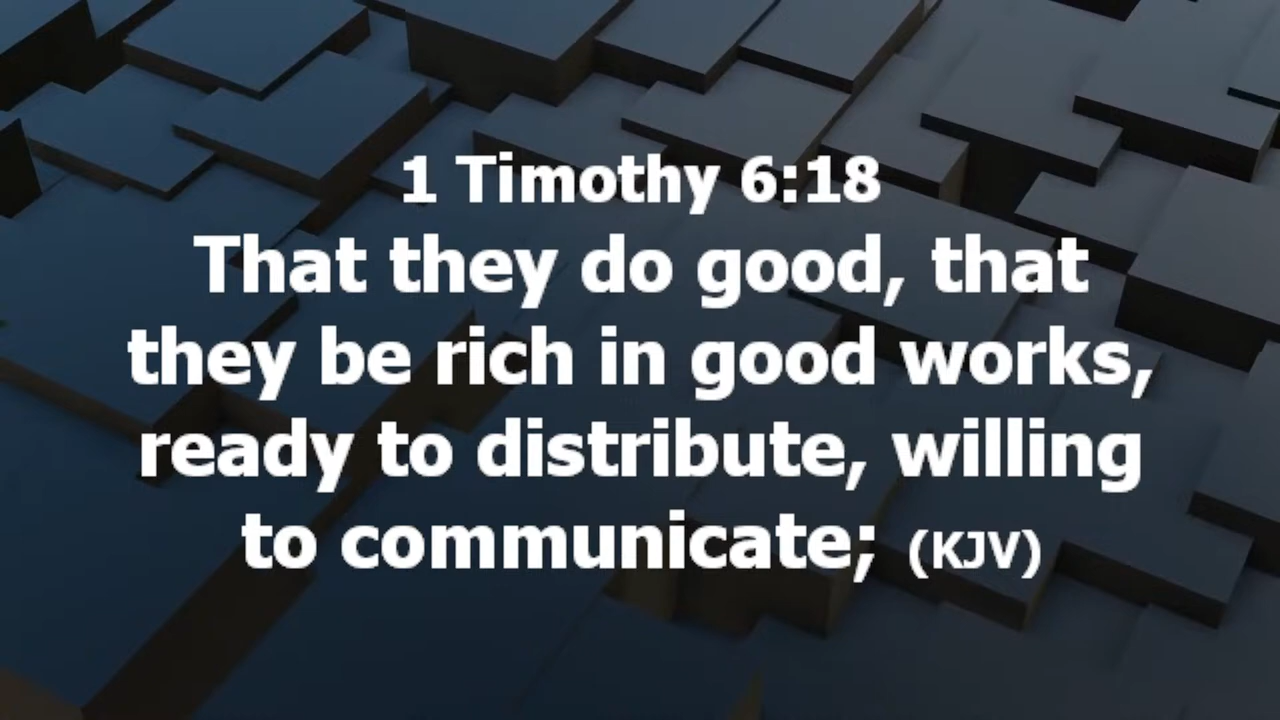 1 Timothy 6:18
That they do good, that
they be rich in good works,
ready to distribute, willing
to communicate; (KJV)